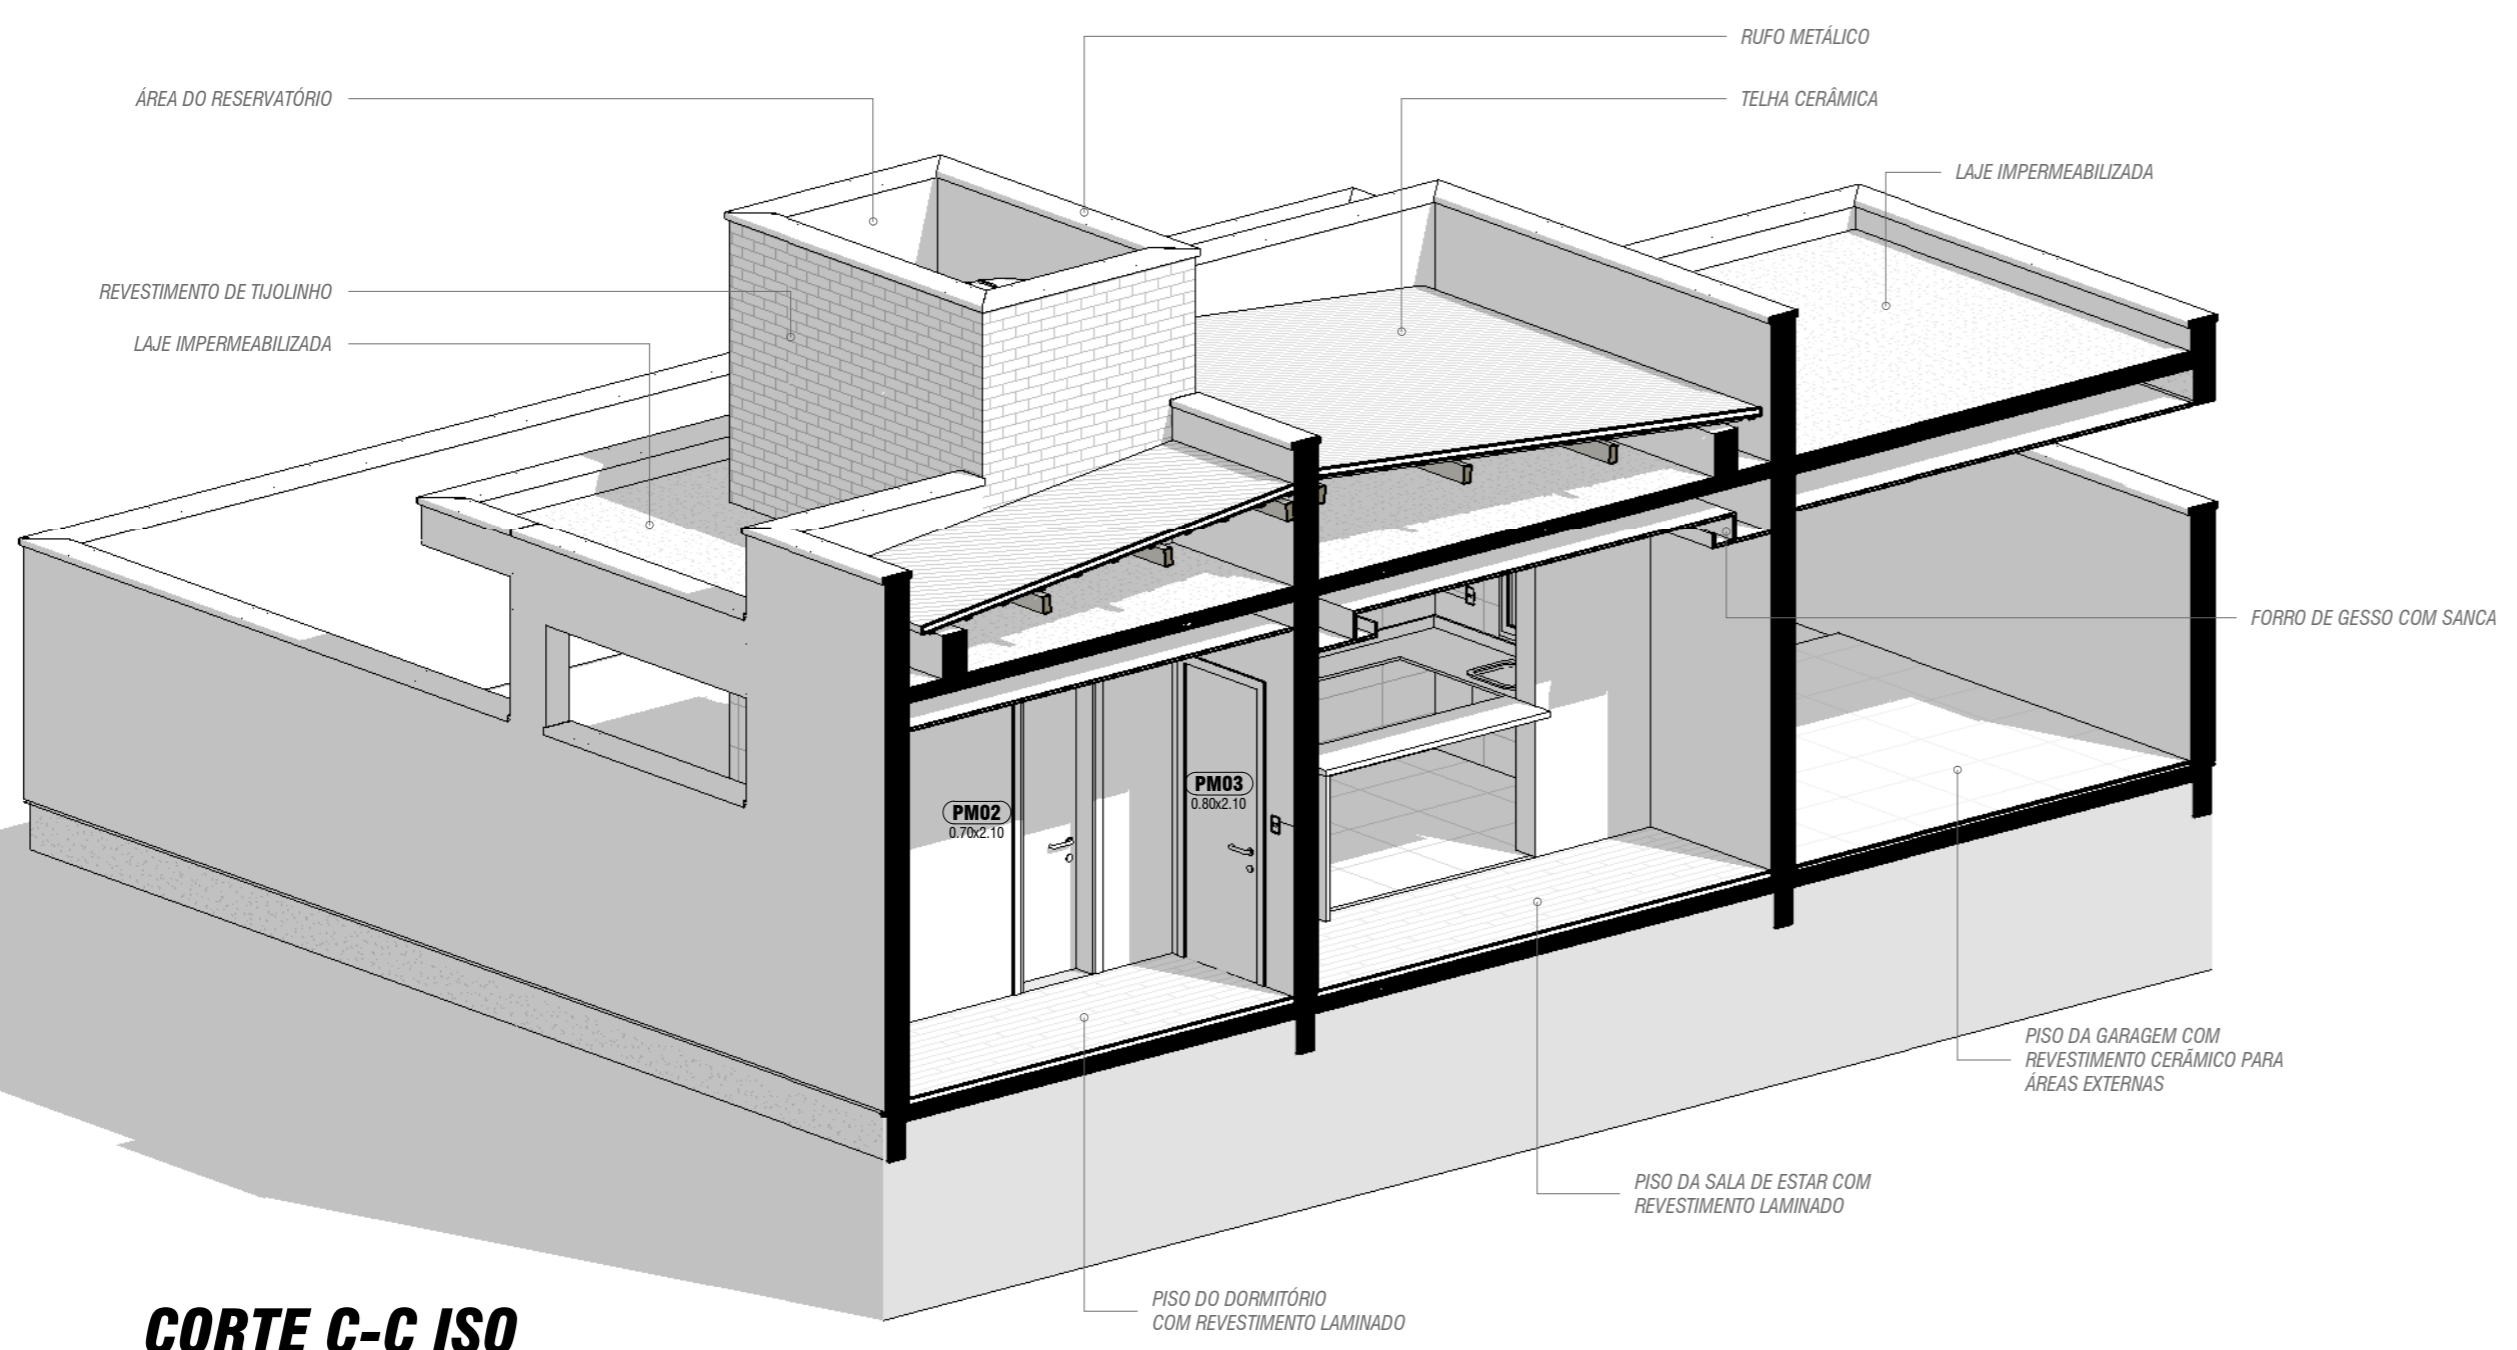 RUFO METÁLICO
ÁREA DO RESERVATÓRIO
TELHA CERÂMICA
LAJE IMPERMEABILIZADA
REVESTIMENTO DE TIJOLINHO
LAJE IMPERMEABILIZADA
FORRO DE GESSO COM SANCA
PM03
0.80x2.10
PM02
0.70x2.10
PISO DA GARAGEM COM
REVESTIMENTO CERÂMICO PARA
ÁREAS EXTERNAS
PISO DA SALA DE ESTAR COM
REVESTIMENTO LAMINADO
PISO DO DORMITÓRIO
COM REVESTIMENTO LAMINADO
CORTE C-C ISO